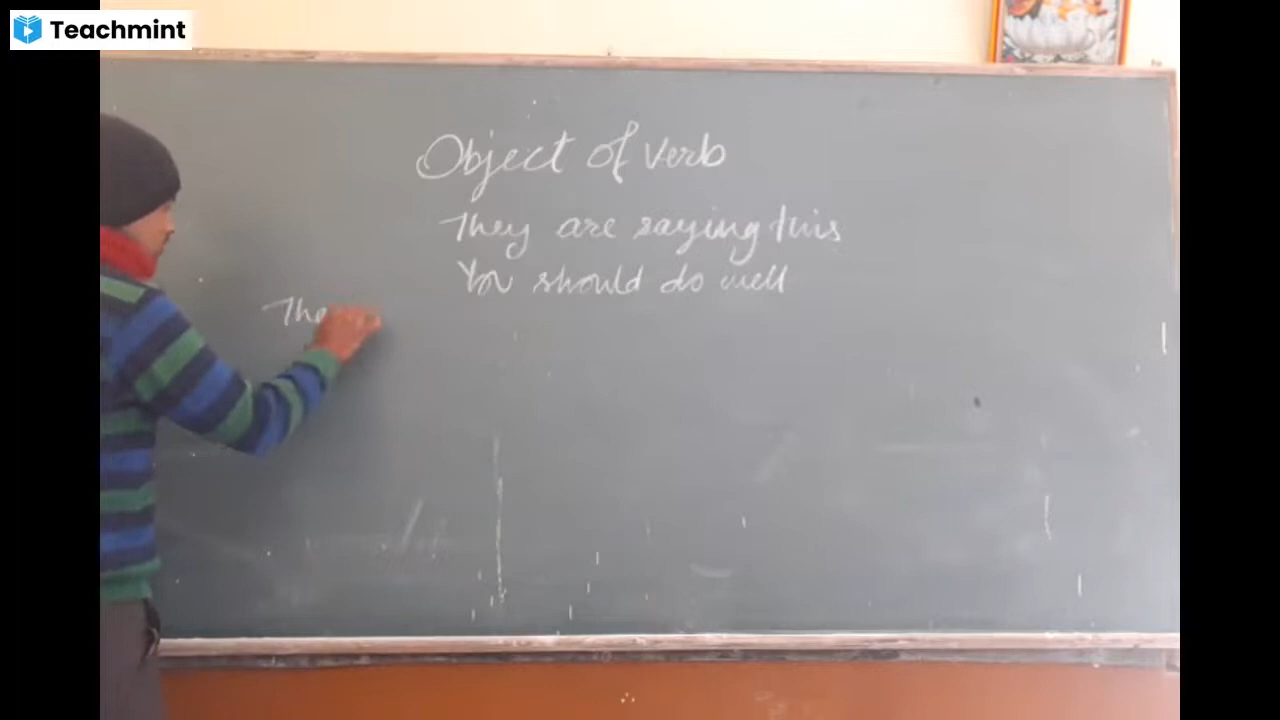 Teachmint
Object of verb
They are saying this
You should do well
The